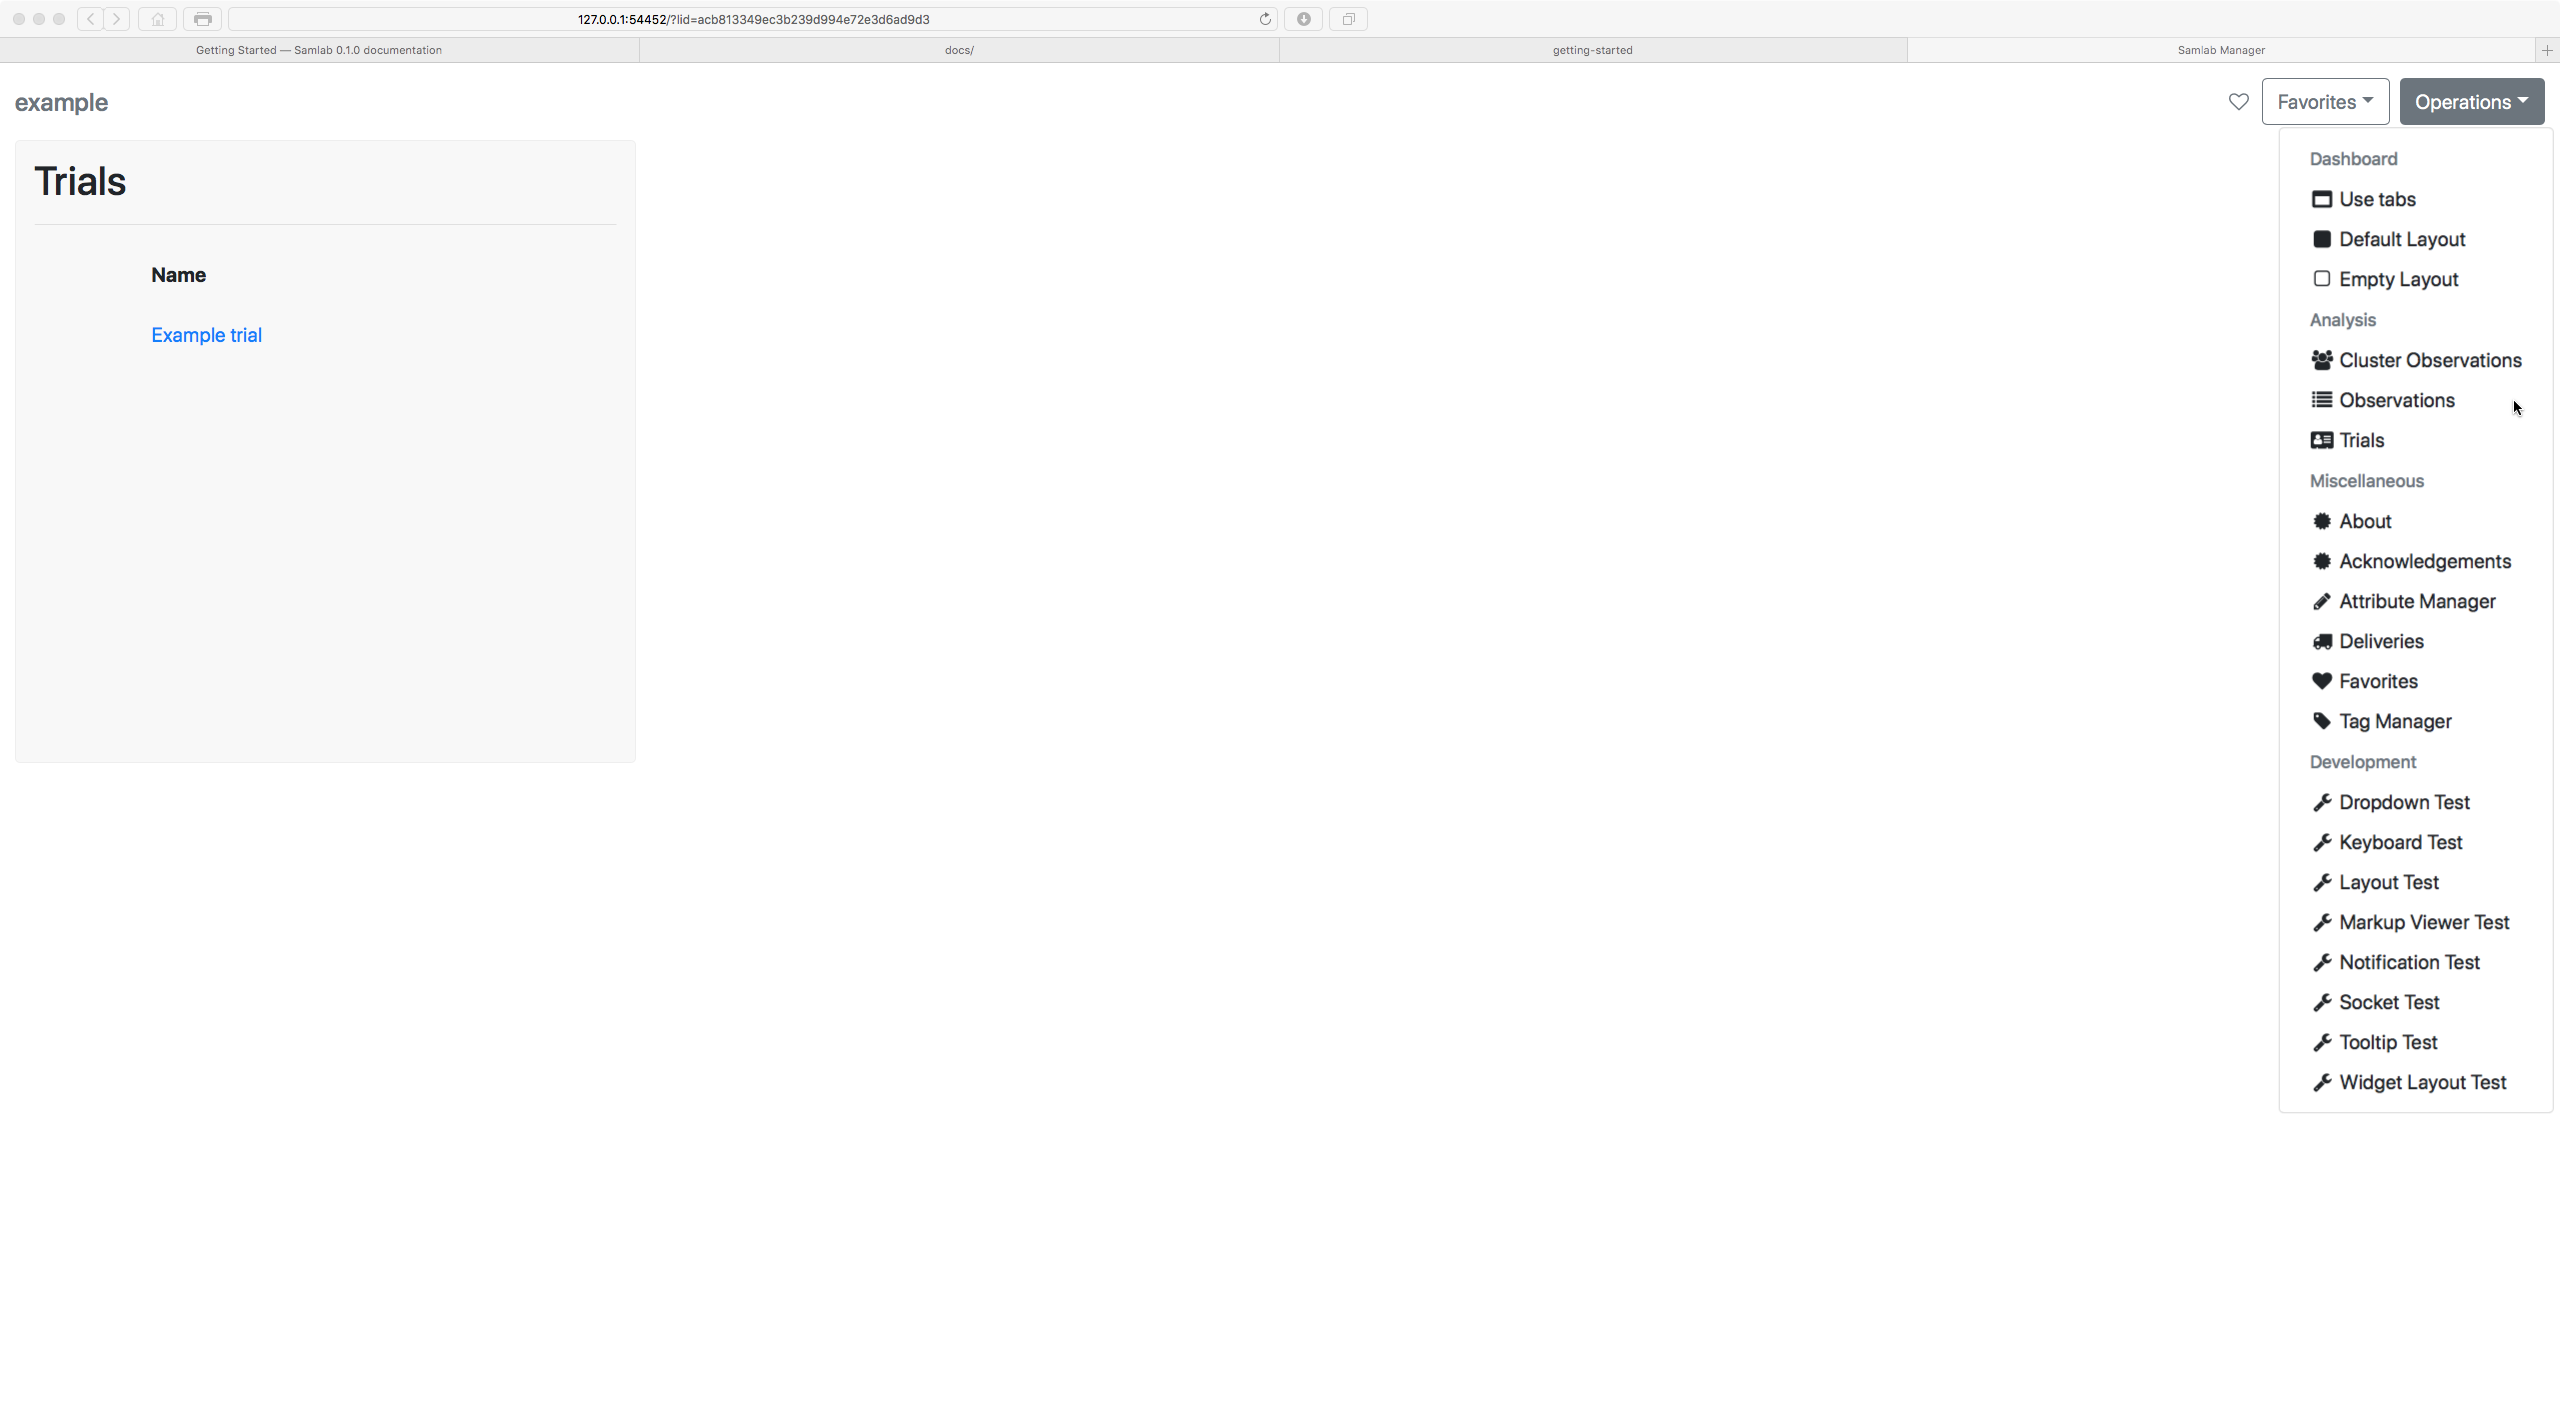 127.0.0.1:54452/?lid=acb813349ec3b239d994e72e3d6ad9d3
Getting Started — Samlab 0.1.0 documentation
docs/
getting-started
Samlab Manager
example
Favorites
Operations
Trials
Name
Example trial
Dashboard
Use tabs
Default Layout
Empty Layout
Analysis
Cluster Observations
Observations
Trials
Miscellaneous
About
Acknowledgements
Attribute Manager
Deliveries
Favorites
Tag Manager
Development
Dropdown Test
Keyboard Test
Layout Test
Markup Viewer Test
Notification Test
Socket Test
Tooltip Test
Widget Layout Test